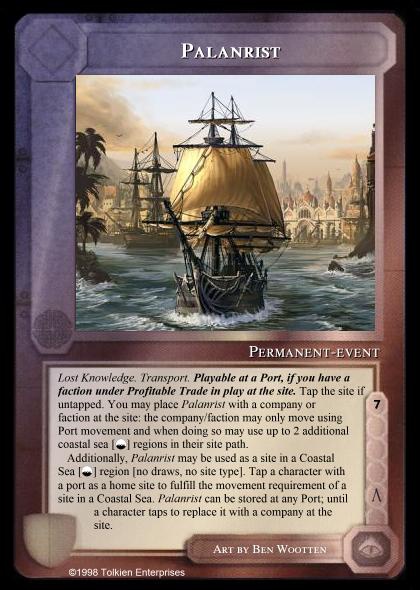 PALANRIST
PERMANENT-EVENT
Lost Knowledge. Transport. Playable at a Port, if you have a
faction under Profitable Trade in play at the site. Tap the site if
untapped. You may place Palanrist with a company or
faction at the site: the company/faction may only move using
Port movement and when doing so may use up to 2 additional
coastal sea [] regions in their site path.
Additionally, Palanrist may be used as a site in a Coastal
Sea [] region [no draws, no site type]. Tap a character with
a port as a home site to fulfill the movement requirement of a
site in a Coastal Sea. Palanrist can be stored at any Port; until
a character taps to replace it with a company at the
site.
7
ART BY BEN WOOTTEN
©1998 Tolkien Enterprises